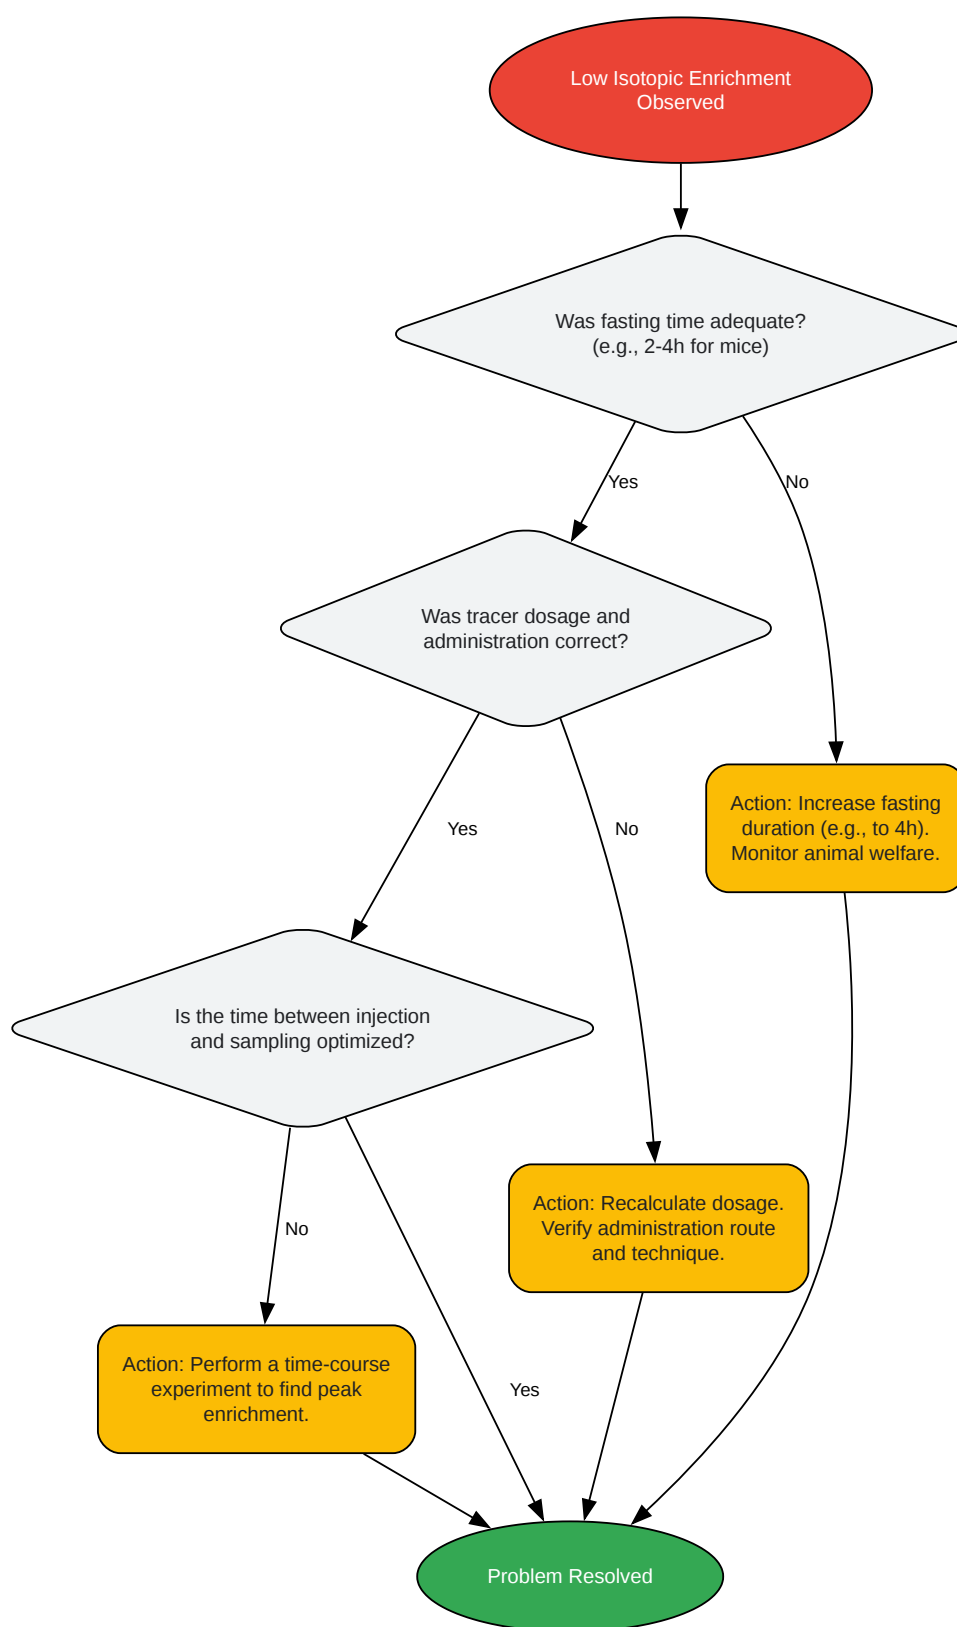 Low Isotopic Enrichment
Observed
Was fasting time adequate?
(e.g., 2-4h for mice)
Yes
No
Was tracer dosage and
administration correct?
Action: Increase fasting
duration (e.g., to 4h).
Monitor animal welfare.
Yes
No
Is the time between injection
and sampling optimized?
Action: Recalculate dosage.
Verify administration route
and technique.
No
Action: Perform a time-course
experiment to find peak
enrichment.
Yes
Problem Resolved